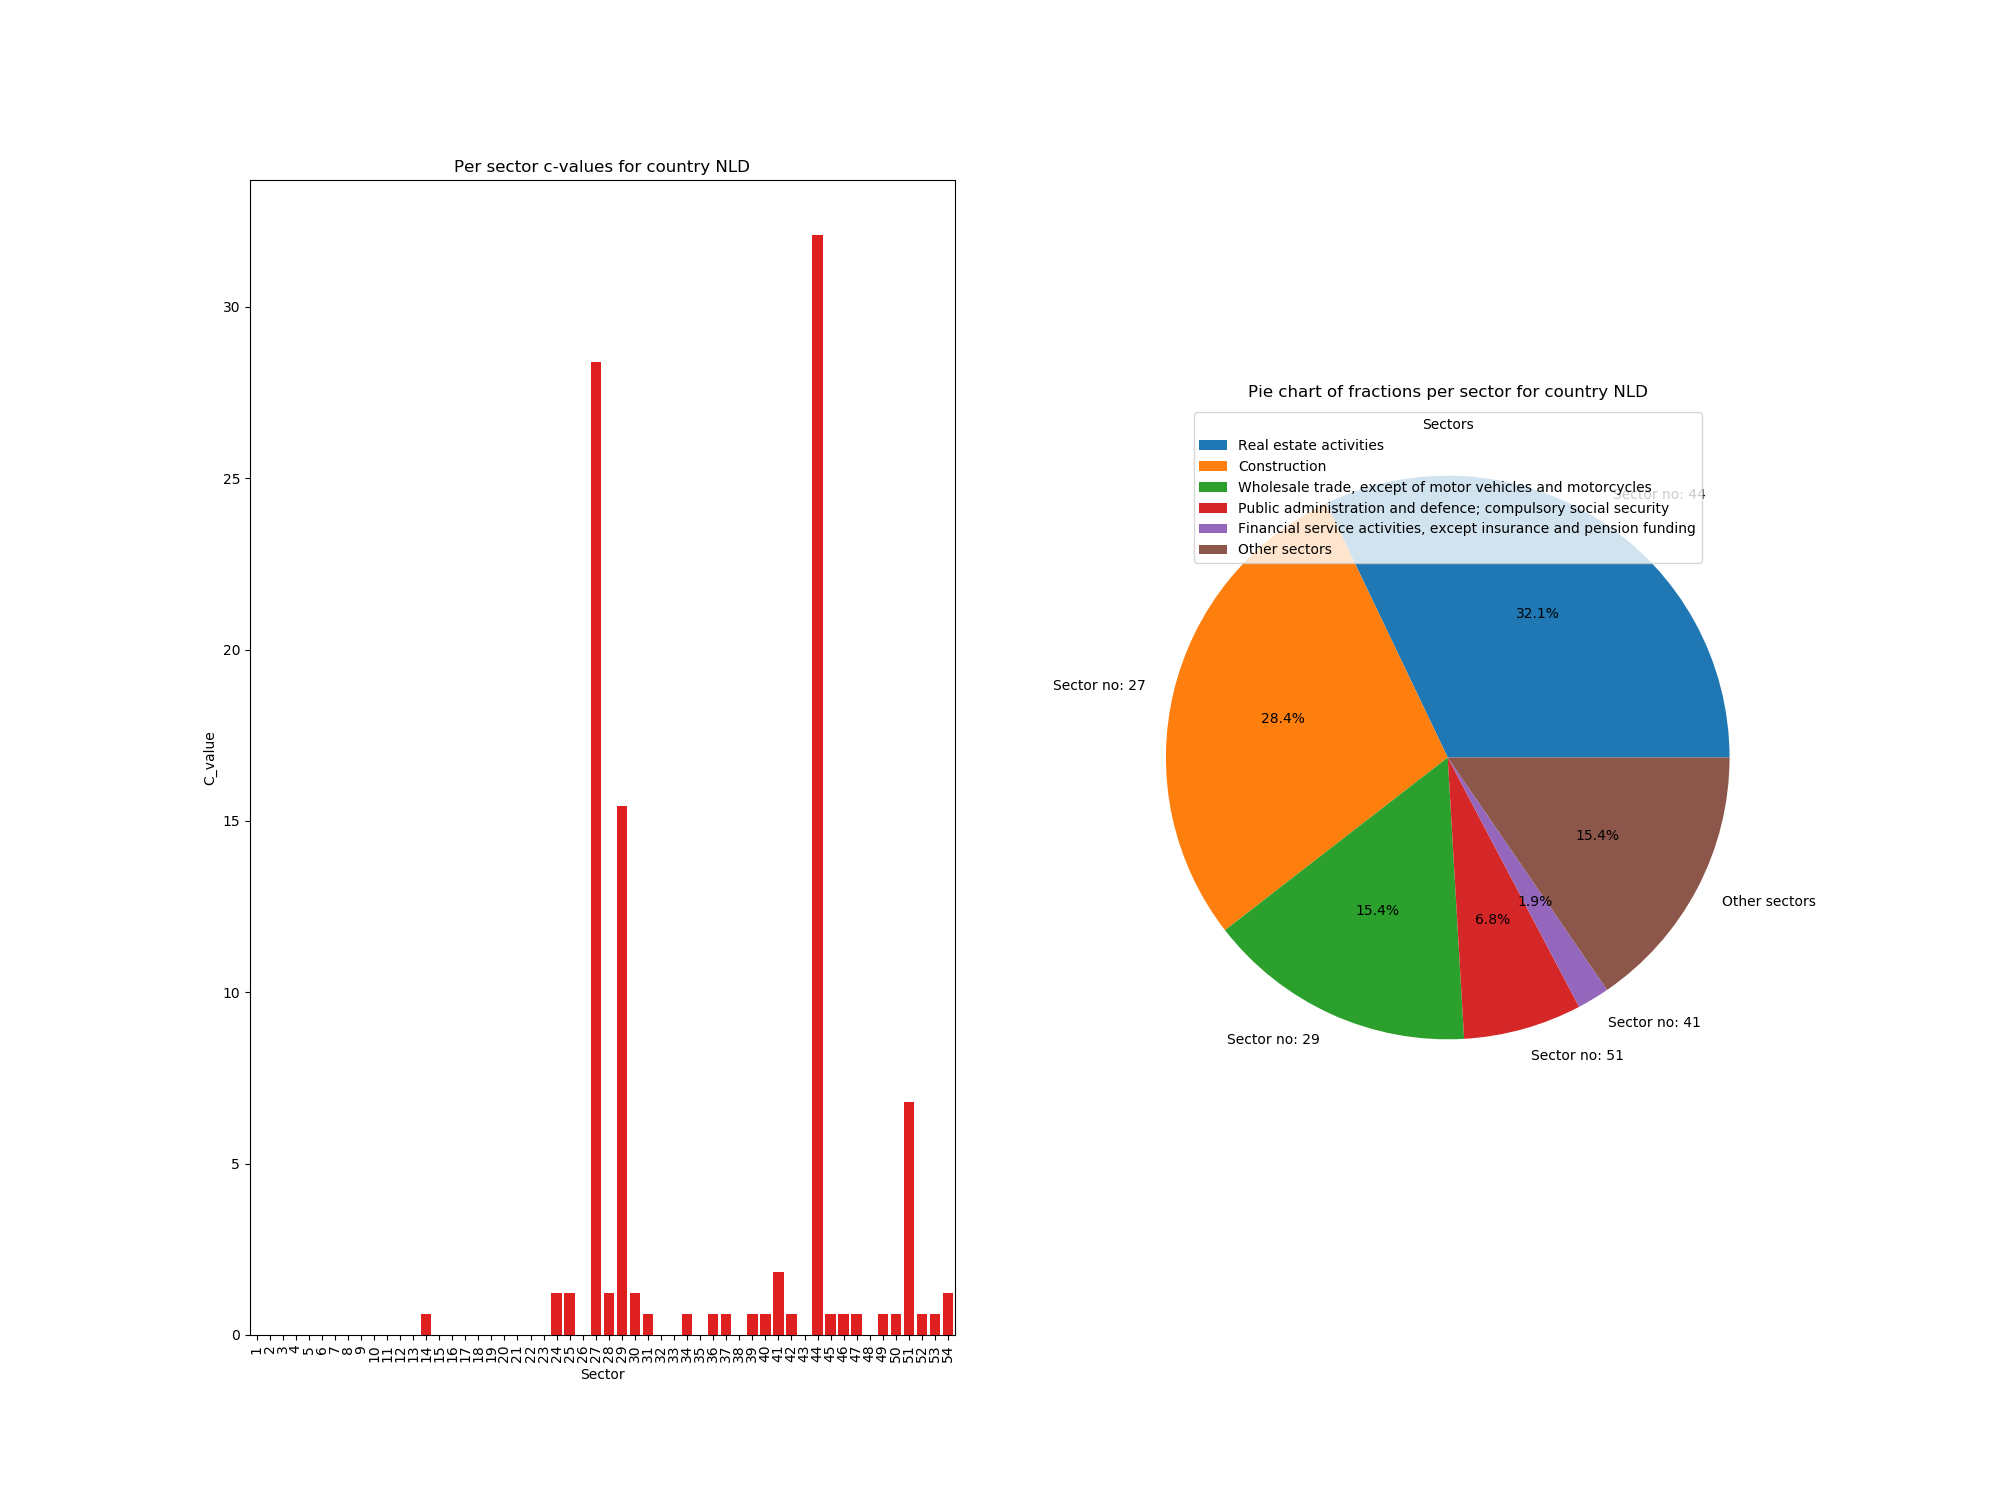 Per sector c-values for country NLD
30
25
20
15
10
5
0
C_value
1 2 3 4 5 6 7 8 9 10 11 12 13 14 15 16 17 18 19 20 21 22 23 24 25 26 27 28 29 30 31 32 33 34 35 36 37 38 39 40 41 42 43 44 45 46 47 48 49 50 51 52 53 54
Sector
Pie chart of fractions per sector for country NLD
Sectors
Real estate activities
Construction
Wholesale trade, except of motor vehicles and motorcycles
Public administration and defence; compulsory social security
Financial service activities, except insurance and pension funding
Other sectors
Sector no: 44
32.1%
Sector no: 27
28.4%
15.4%
Sector no: 29
6.8%
Sector no: 51
1.9%
Sector no: 41
15.4%
Other sectors